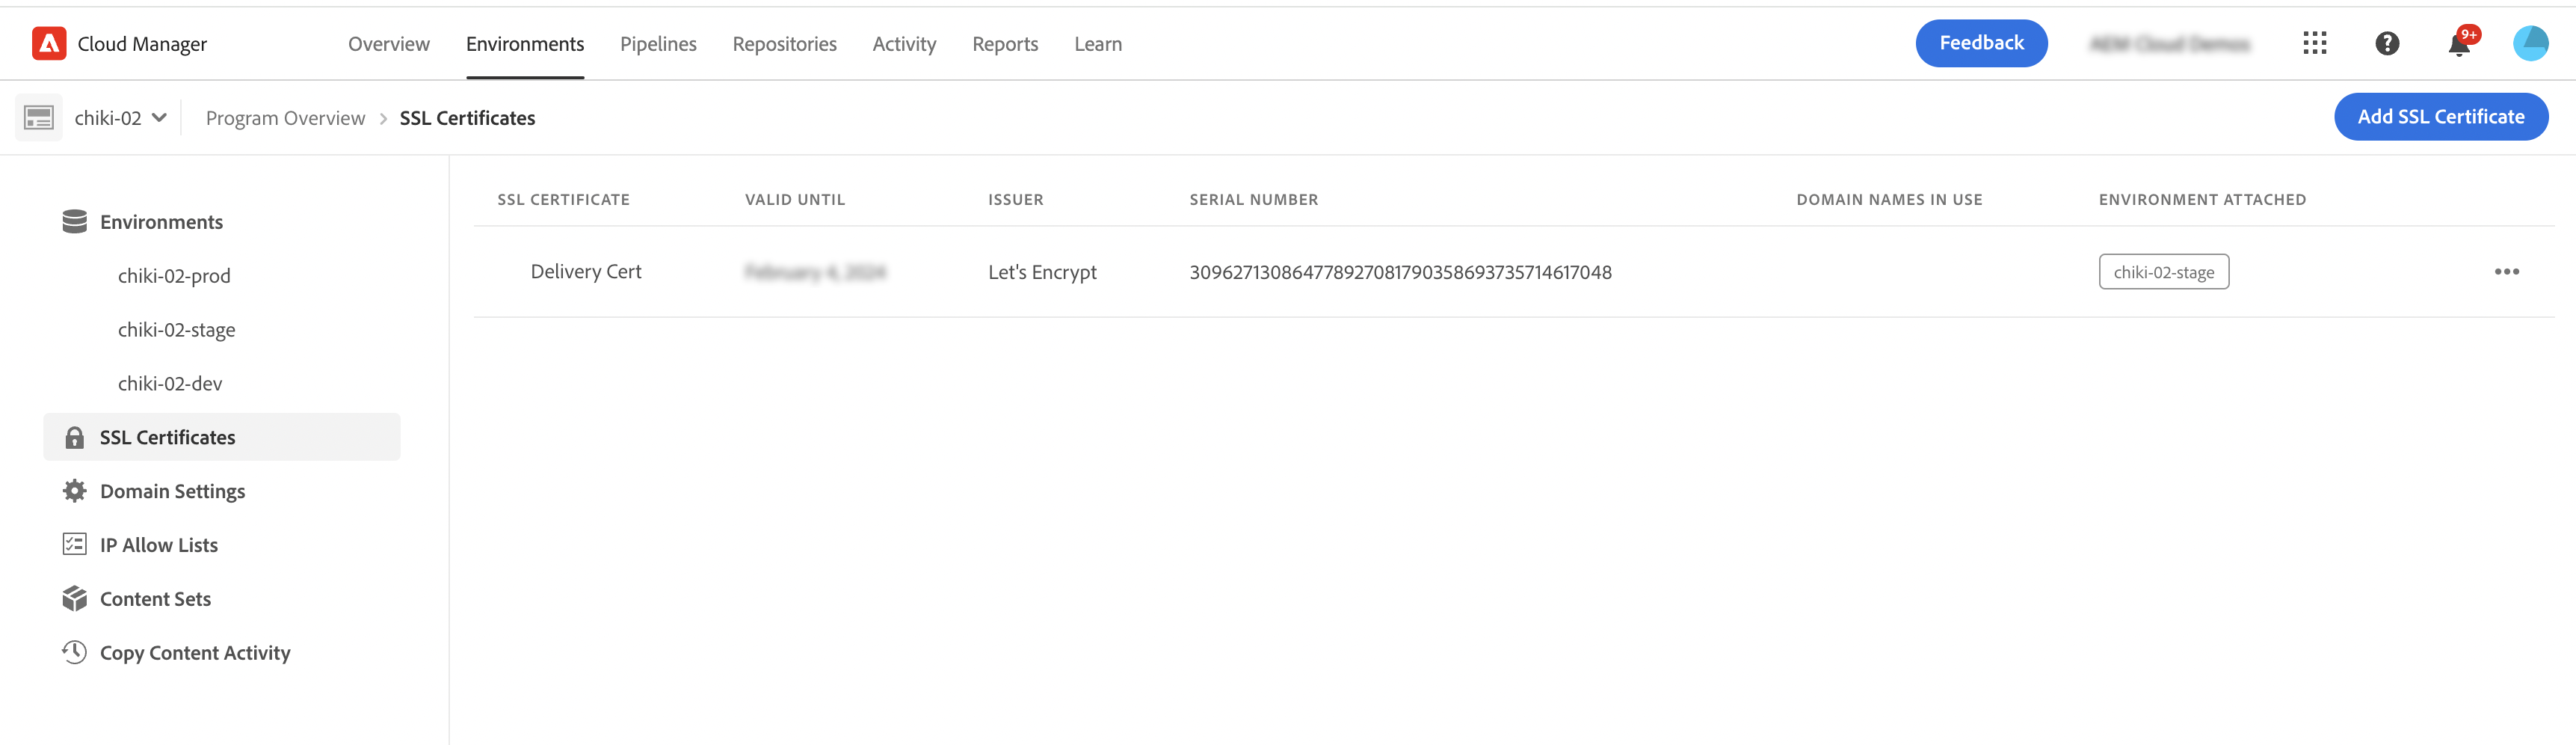 Cloud Manager Overview Environments Pipelines Repositories Activity Reports Learn Feedback 9+
chiki-02 Program Overview SSL Certificates Add SSL Certificate
Environments
chiki-02-prod
chiki-02-stage
chiki-02-dev
SSL Certificates
Domain Settings
IP Allow Lists
Content Sets
Copy Content Activity
SSL CERTIFICATE VALID UNTIL ISSUER SERIAL NUMBER DOMAIN NAMES IN USE ENVIRONMENT ATTACHED
Delivery Cert Let's Encrypt 309627130864778927081790358693735714617048 chiki-02-stage